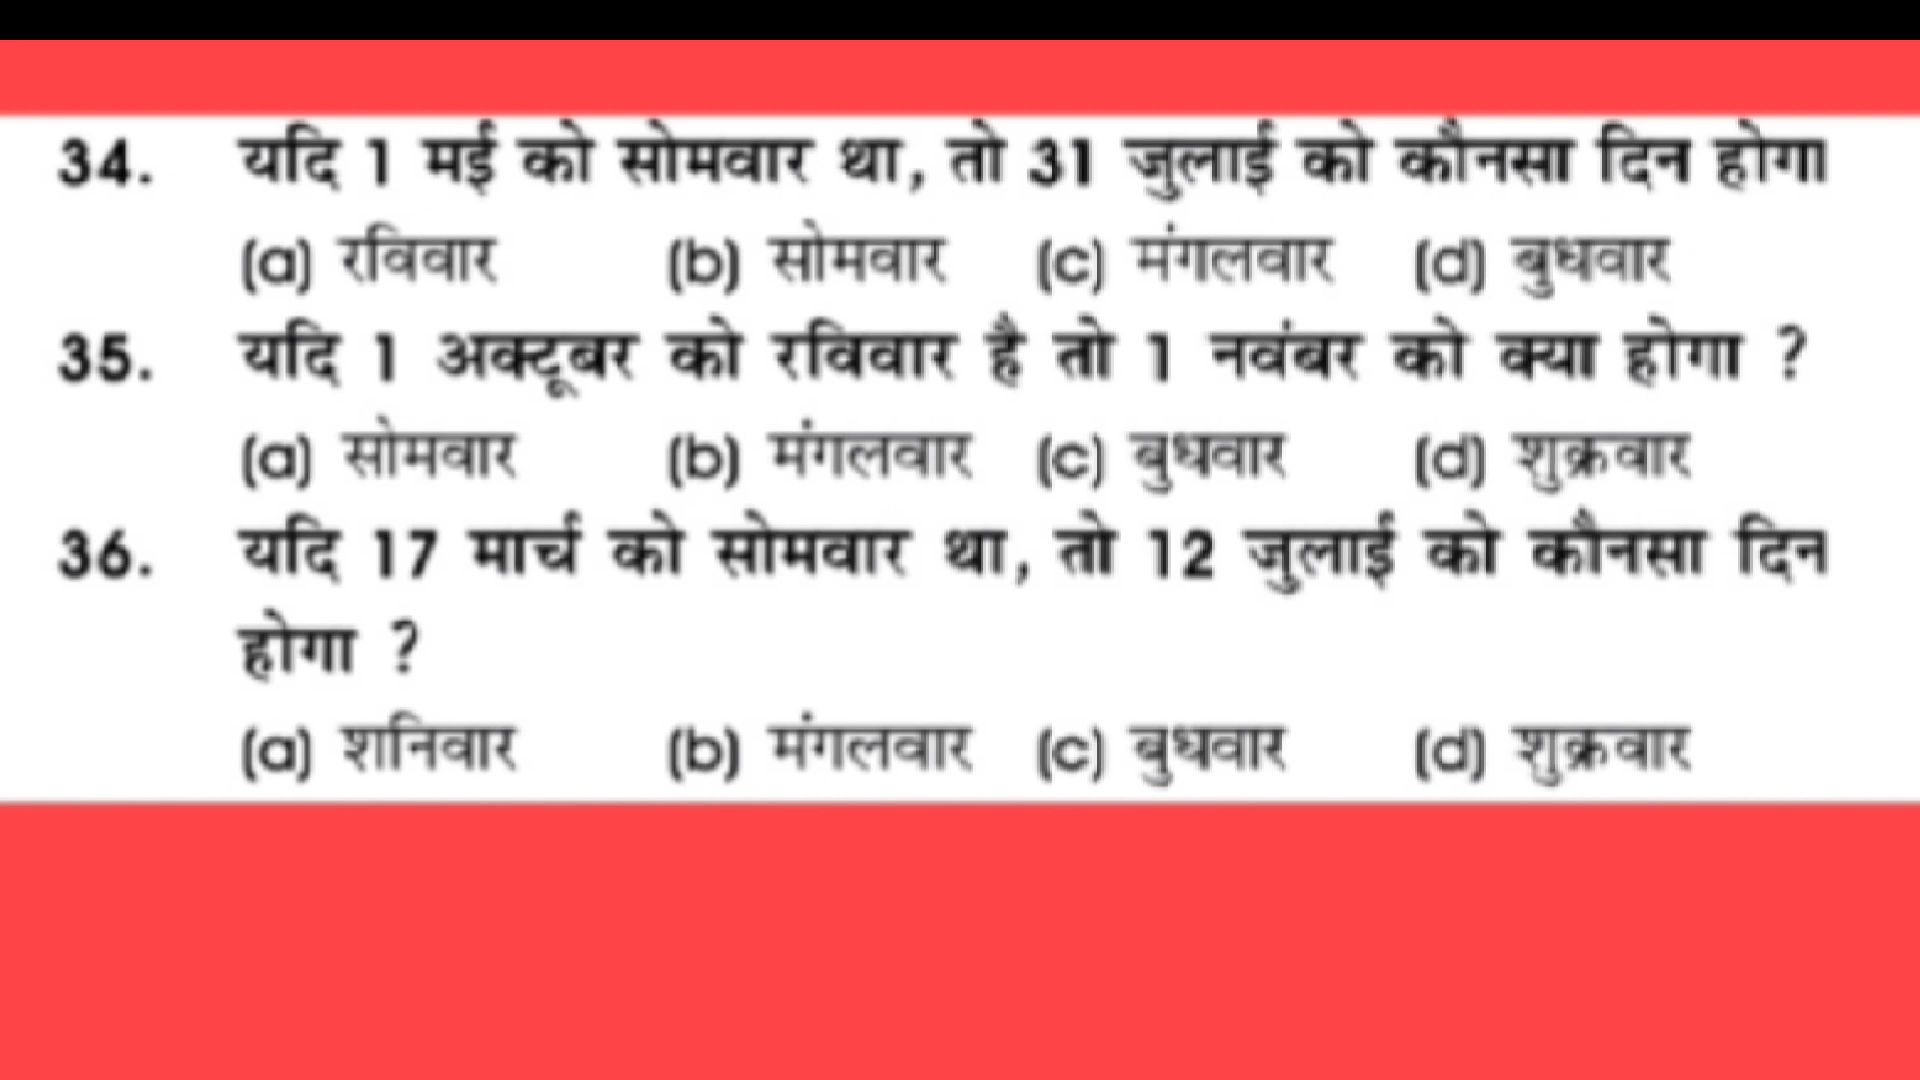 34. यदि 1 मई को सोमवार था, तो 31 जुलाई को कौनसा दिन होगा
(a) रविवार (b) सोमवार (c) मंगलवार (d) बुधवार
35. यदि 1 अक्टूबर को रविवार है तो 1 नवंबर को क्या होगा ?
(a) सोमवार (b) मंगलवार (c) बुधवार (d) शुक्रवार
36. यदि 17 मार्च को सोमवार था, तो 12 जुलाई को कौनसा दिन
होगा ?
(a) शनिवार (b) मंगलवार (c) बुधवार (d) शुक्रवार